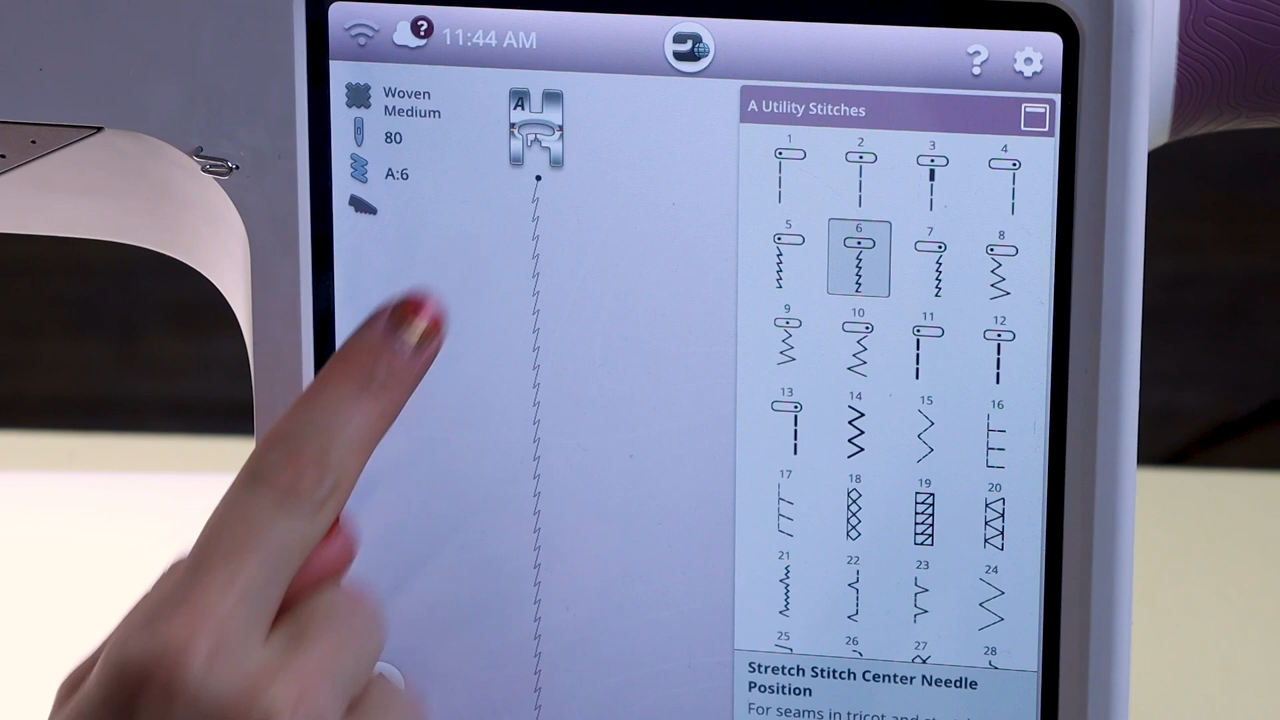 ?
11:44 AM
?
Woven
Medium
80
A:6
A
A Utility Stitches
1 2 3 4
5 6 7 8
9 10 11 12
13 14 15 16
17 18 19 20
21 22 23 24
25 26 27 28
Stretch Stitch Center Needle
Position
For seams in tricot and